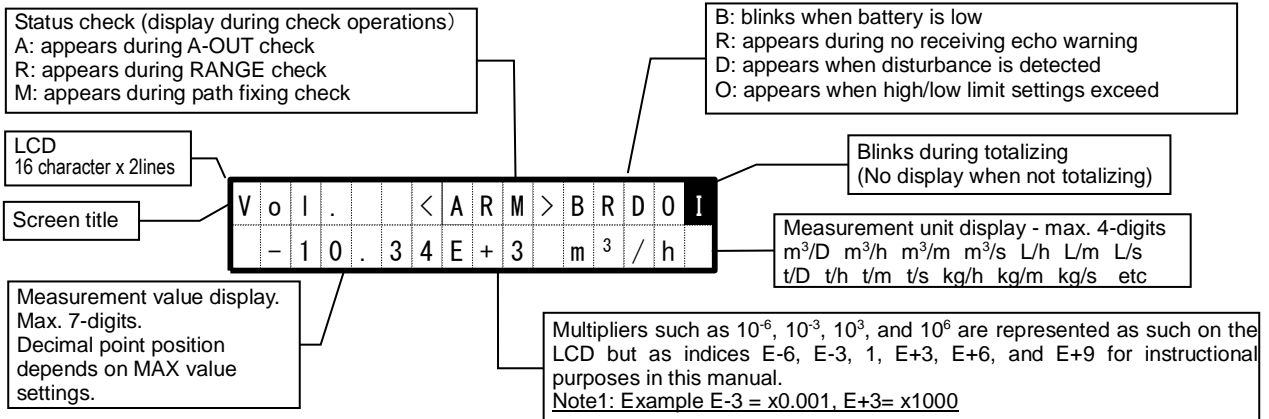 Status check (display during check operations)
A: appears during A-OUT check
R: appears during RANGE check
M: appears during path fixing check
B: blinks when battery is low
R: appears during no receiving echo warning
D: appears when disturbance is detected
O: appears when high/low limit settings exceed
LCD
16 character x 2lines
Blinks during totalizing
(No display when not totalizing)
Screen title
Vol. <ARM>BRDOI
-10.34E+3 m³/h
Measurement unit display - max. 4-digits
m³/D m³/h m³/m m³/s L/h L/m L/s
t/D t/h t/m t/s kg/h kg/m kg/s etc
Measurement value display.
Max. 7-digits.
Decimal point position
depends on MAX value
settings.
Multipliers such as 10⁻⁶, 10⁻³, 10³, and 10⁶ are represented as such on the
LCD but as indices E-6, E-3, 1, E+3, E+6, and E+9 for instructional
purposes in this manual.
Note1: Example E-3 = x0.001, E+3= x1000